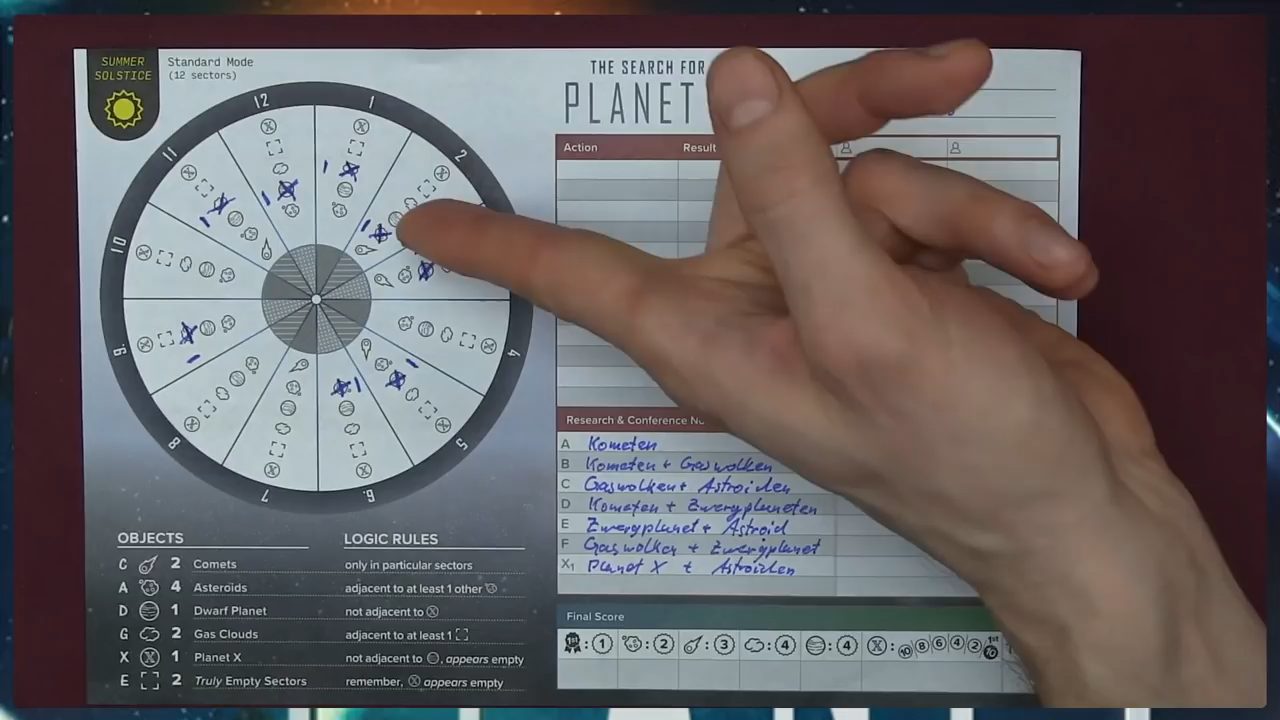 SUMMER
SOLSTICE
Standard Mode
(12 sectors)
THE SEARCH FOR
PLANET
12
1
11
2
10
9.
4
8
5
7
6.
Action
Result
Research & Conference
A Kometen
B Kometen + Gaswolken
C Gaswolken + Astroiden
D Kometen + Zwergplaneten
E Zwergplanet + Astroid
F Gaswolken + Zwergplanet
X1 Planet X + Astroiden
OBJECTS
LOGIC RULES
C 2 Comets only in particular sectors
A 4 Asteroids adjacent to at least 1 other
D 1 Dwarf Planet not adjacent to X
G 2 Gas Clouds adjacent to at least 1
X 1 Planet X not adjacent to , appears empty
E 2 Truly Empty Sectors remember, X appears empty
Final Score
1st : 1 : 2 : 3 : 4 : 4 X : 10 8 6 4 2 1st 10